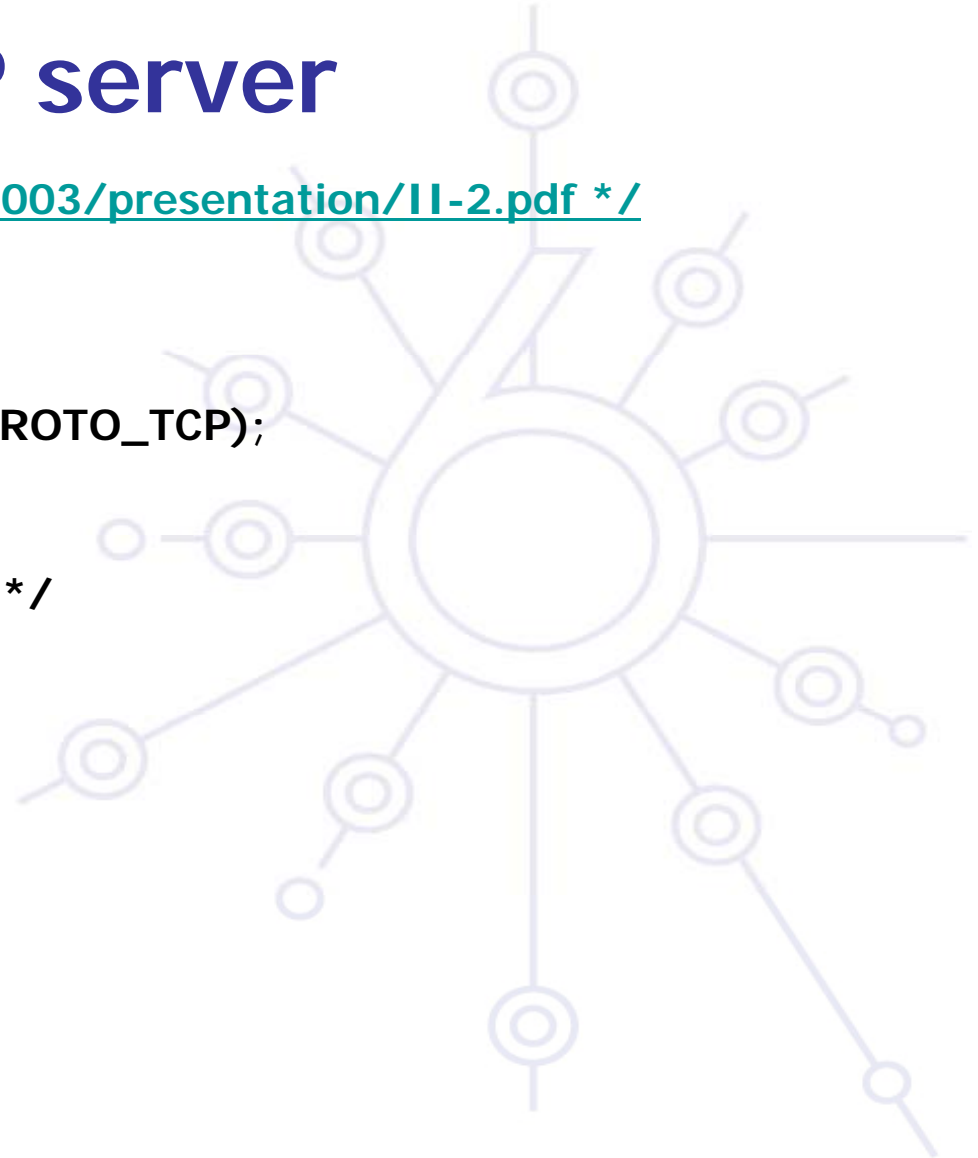 P server
003/presentation/II-2.pdf */
ROTO_TCP);
*/